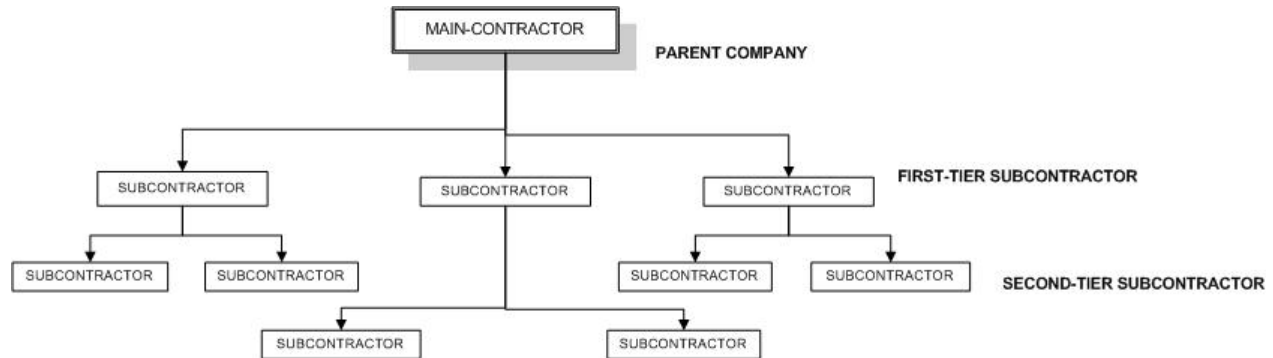 MAIN-CONTRACTOR
PARENT COMPANY
SUBCONTRACTOR
SUBCONTRACTOR
SUBCONTRACTOR
FIRST-TIER SUBCONTRACTOR
SUBCONTRACTOR
SUBCONTRACTOR
SUBCONTRACTOR
SUBCONTRACTOR
SECOND-TIER SUBCONTRACTOR
SUBCONTRACTOR
SUBCONTRACTOR